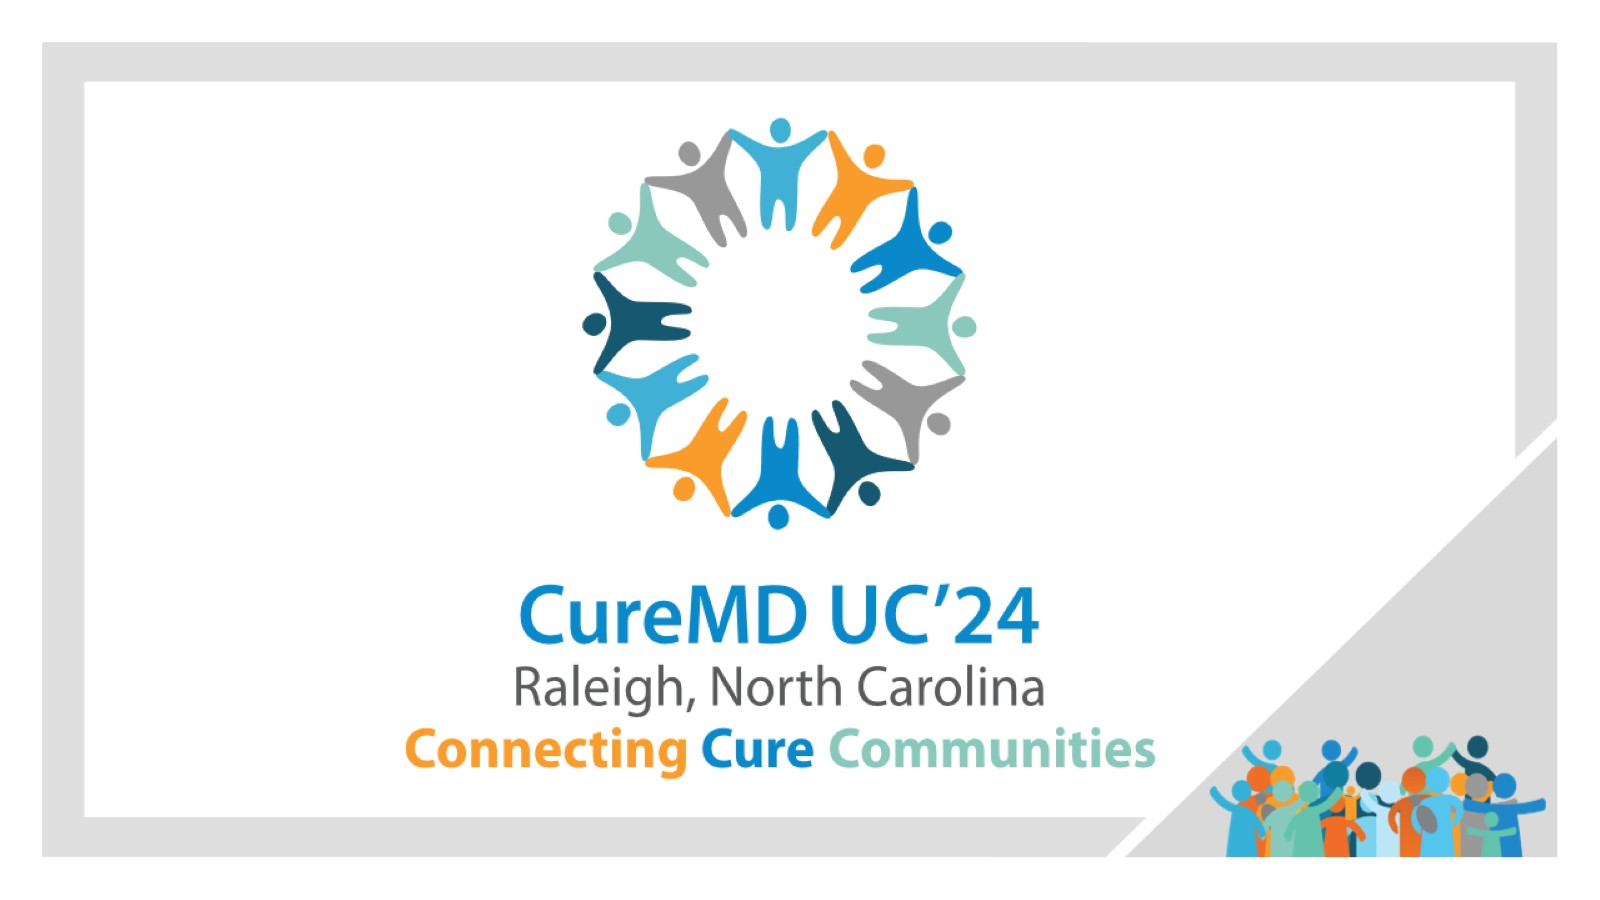 CureMD UC’24
Raleigh, North Carolina
Connecting Cure Communities